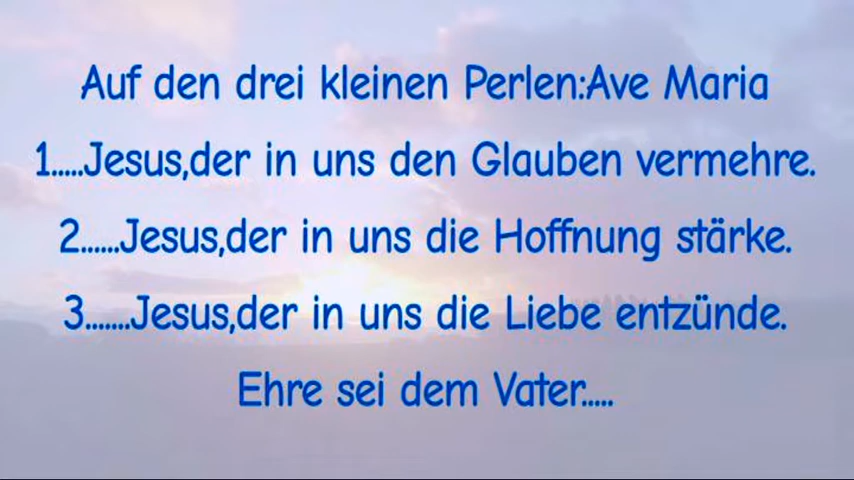 Auf den drei kleinen Perlen:Ave Maria
1.....Jesus,der in uns den Glauben vermehre.
2......Jesus,der in uns die Hoffnung stärke.
3.......Jesus,der in uns die Liebe entzünde.
Ehre sei dem Vater.....